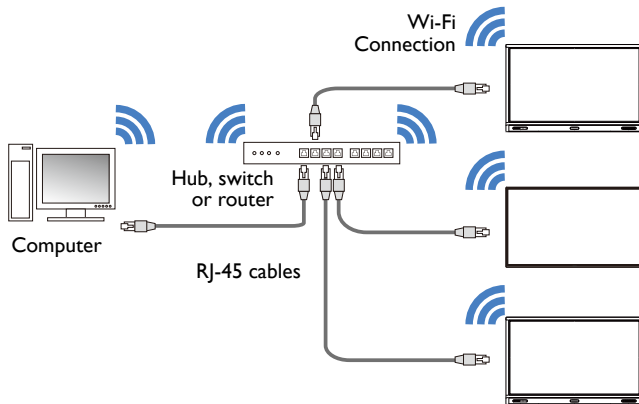 Wi-Fi
Connection
Hub, switch
or router
Computer
RJ-45 cables